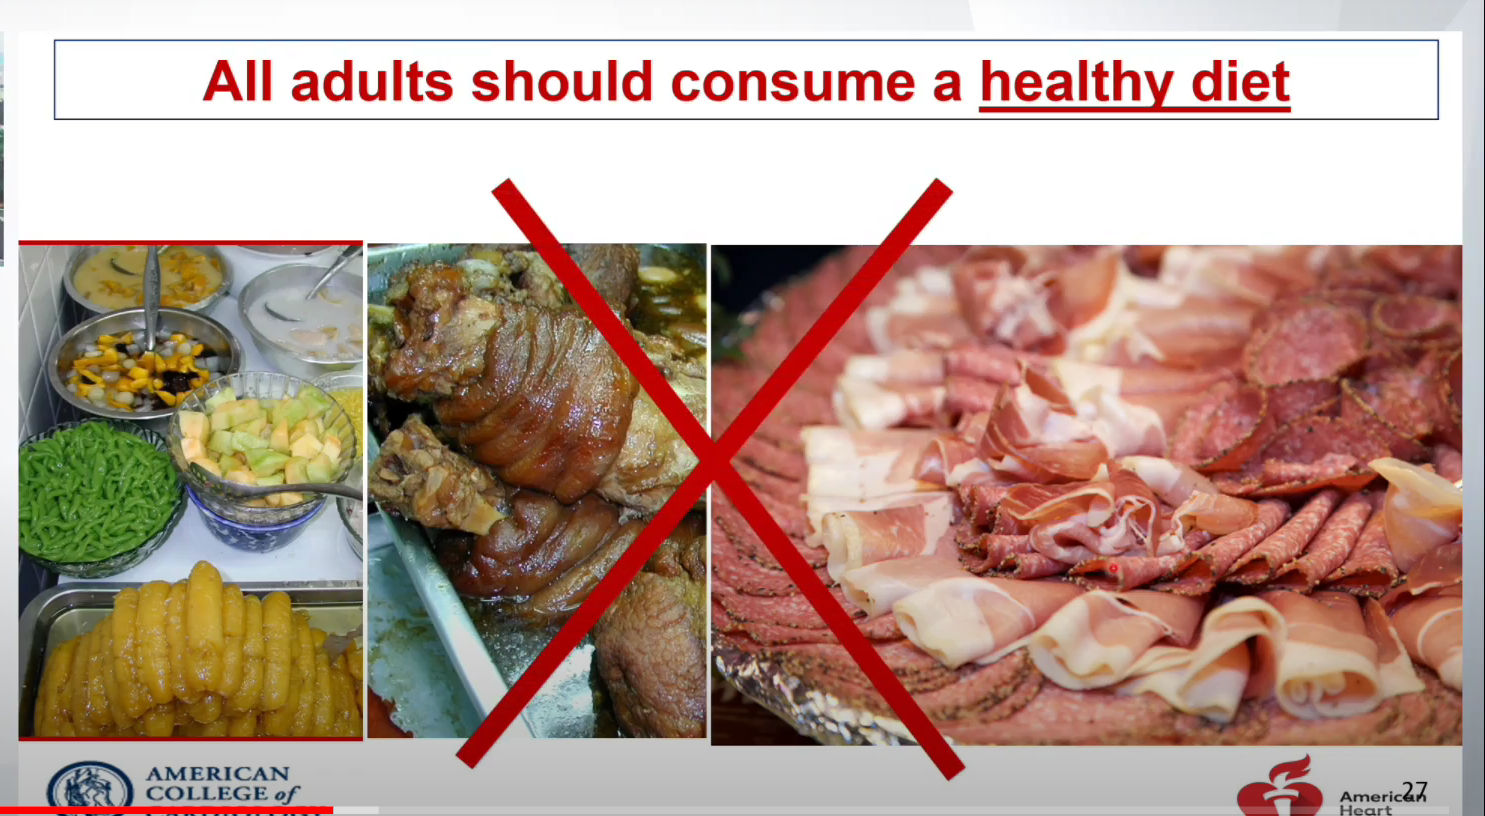 All adults should consume a healthy diet
AMERICAN
COLLEGE of
27
American
Heart